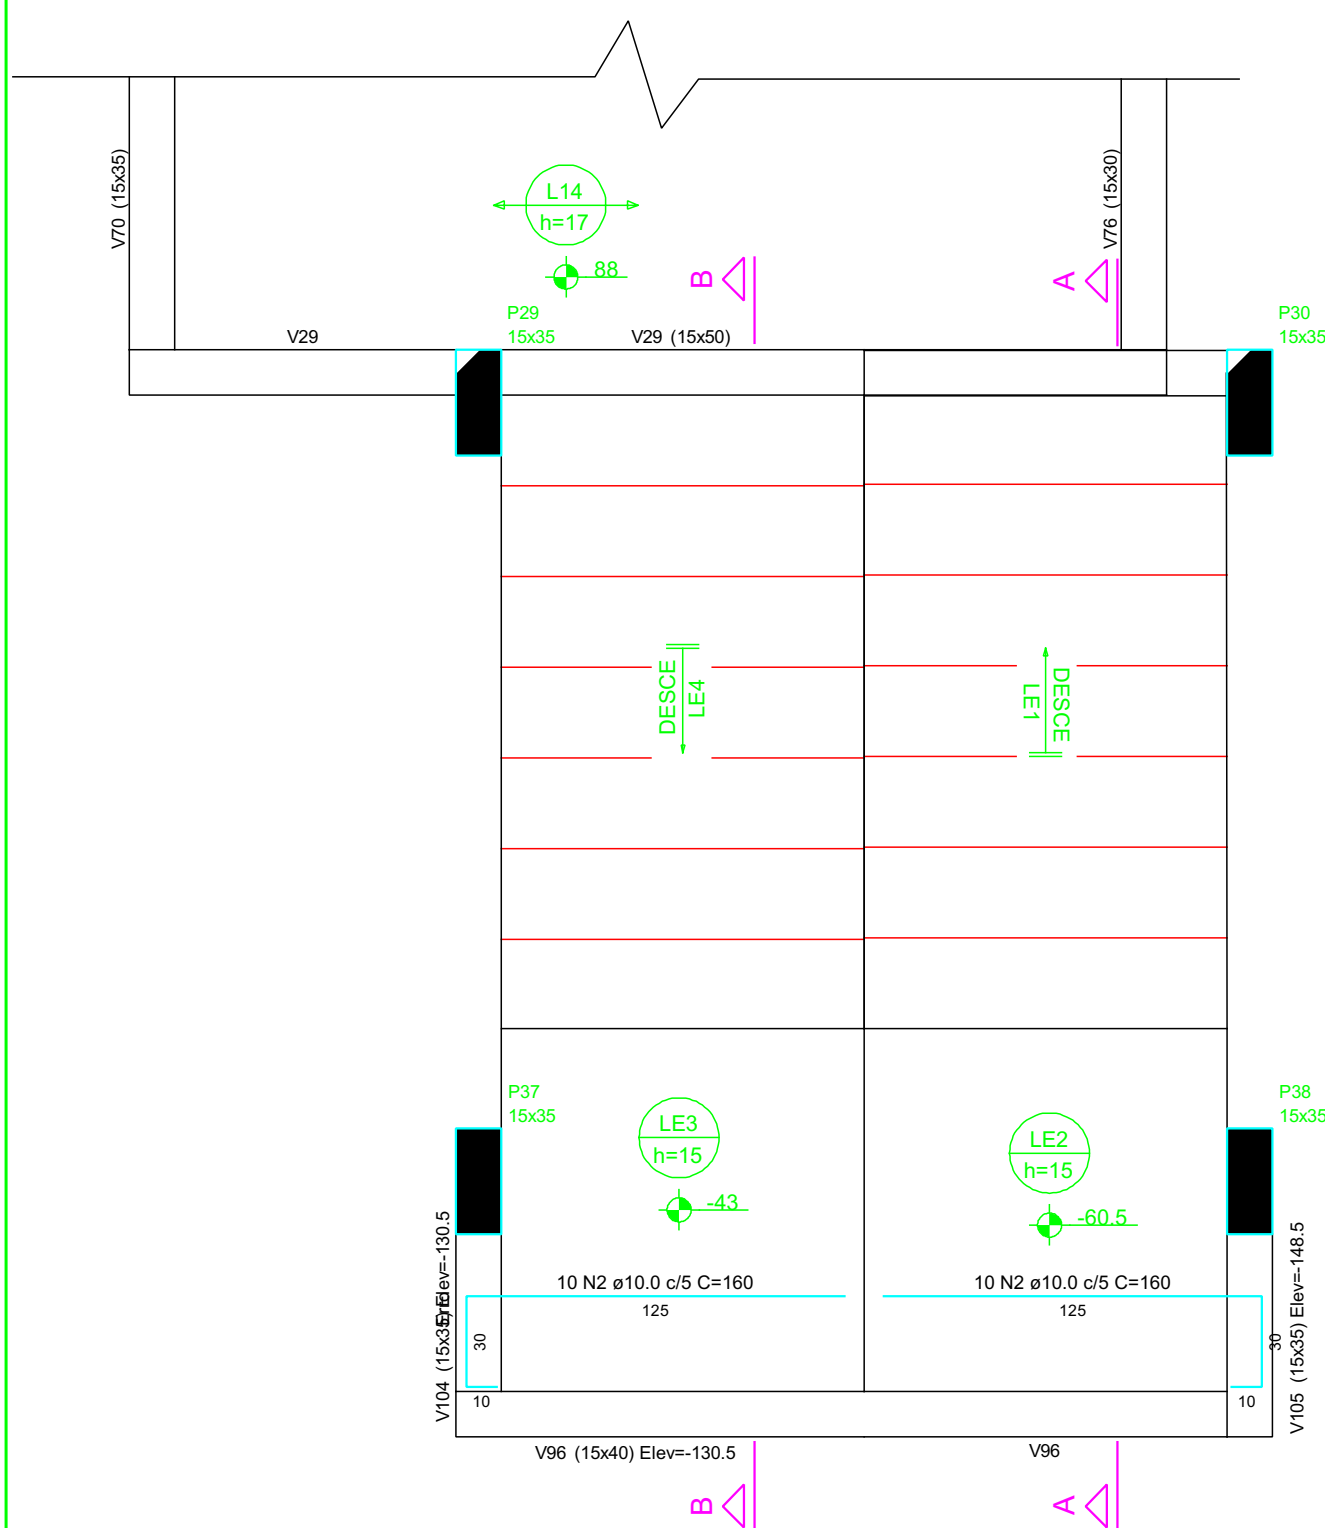 V70 (15x35)
L14
h=17
88
V76 (15x30)
B
A
P29
15x35
P30
15x35
V29
V29 (15x50)
DESCE
LE4
DESCE
LE1
P37
15x35
P38
15x35
LE3
h=15
-43
LE2
h=15
-60.5
10 N2 ø10.0 c/5 C=160
125
10 N2 ø10.0 c/5 C=160
125
30
30
10
10
V104 (15x35)
Elev=-130.5
V105 (15x35) Elev=-148.5
V96 (15x40) Elev=-130.5
V96
B
A